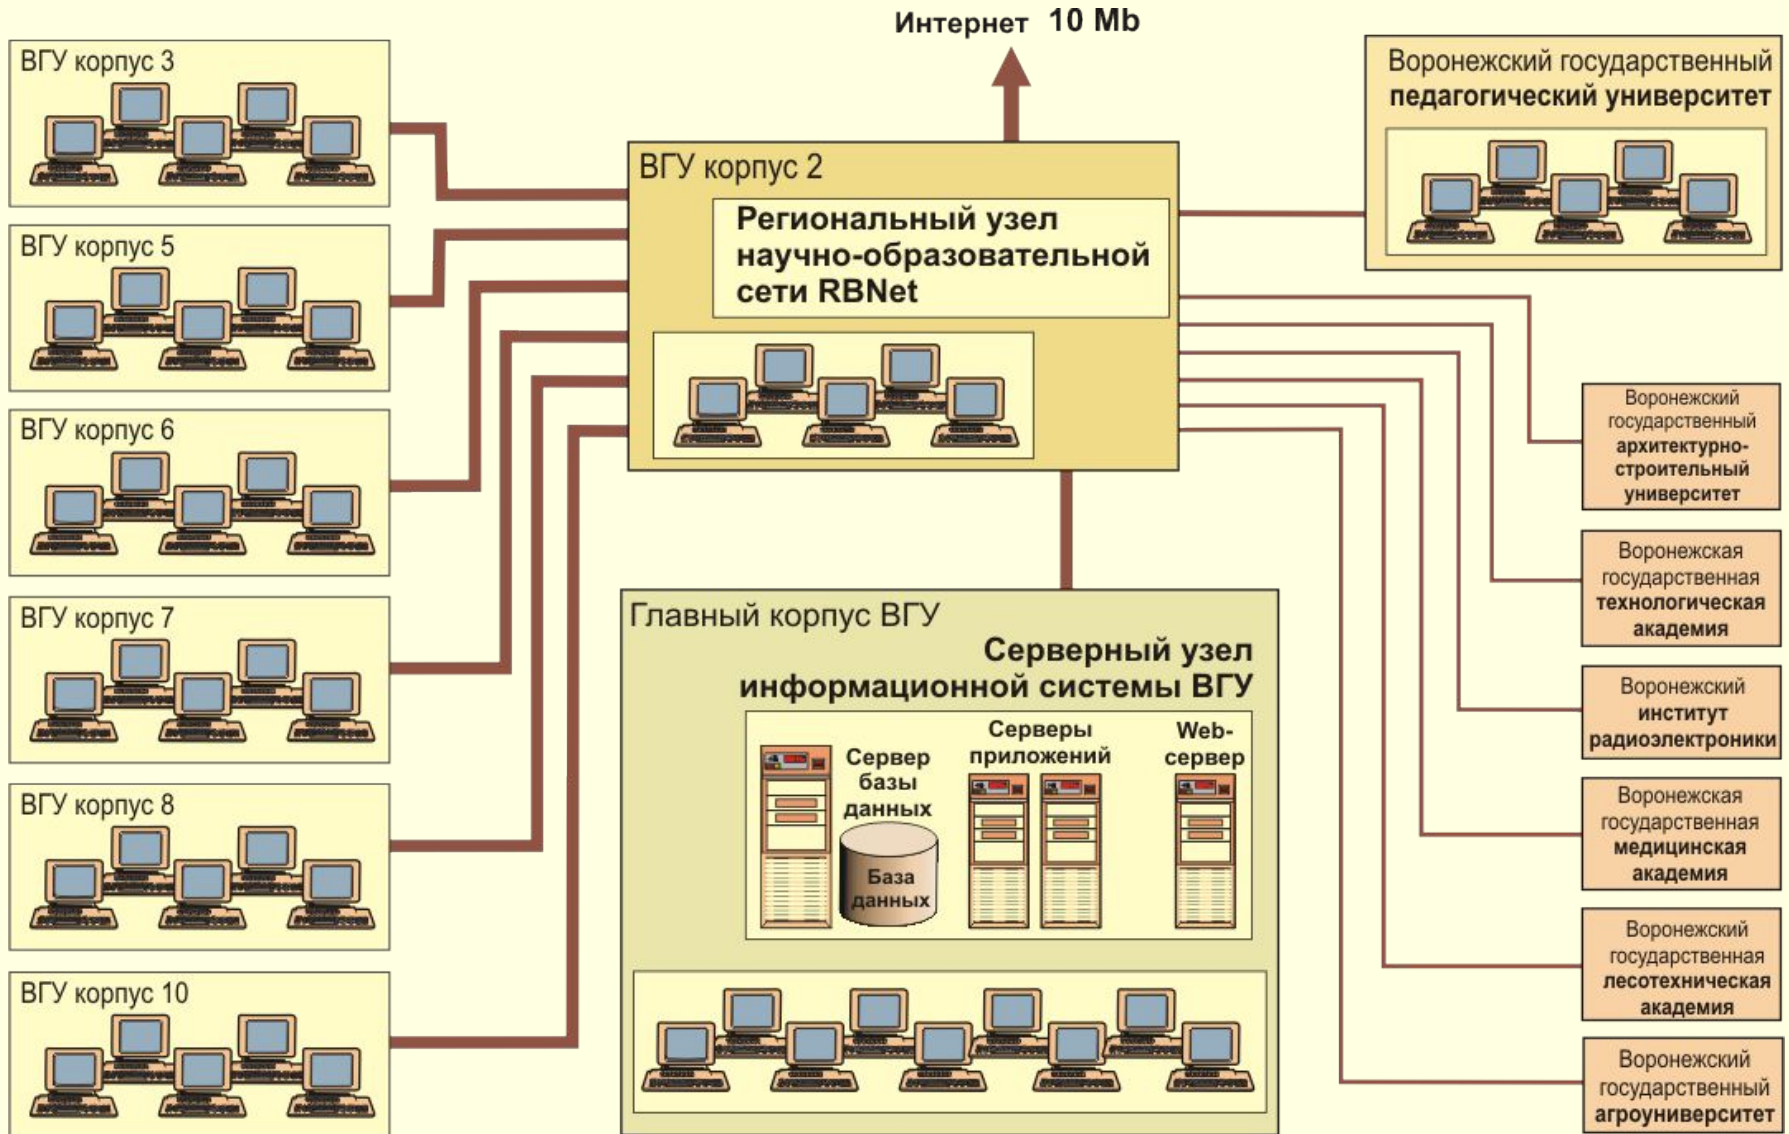 Интернет 10 Mb
ВГУ корпус 3
ВГУ корпус 5
ВГУ корпус 6
ВГУ корпус 7
ВГУ корпус 8
ВГУ корпус 10
ВГУ корпус 2
Региональный узел
научно-образовательной
сети RBNet
Главный корпус ВГУ
Серверный узел
информационной системы ВГУ
Сервер
базы
данных
База
данных
Серверы
приложений
Web-
сервер
Воронежский государственный
педагогический университет
Воронежский
государственный
архитектурно-
строительный
университет
Воронежская
государственная
технологическая
академия
Воронежский
институт
радиоэлектроники
Воронежская
государственная
медицинская
академия
Воронежский
государственная
лесотехническая
академия
Воронежский
государственный
агроуниверситет